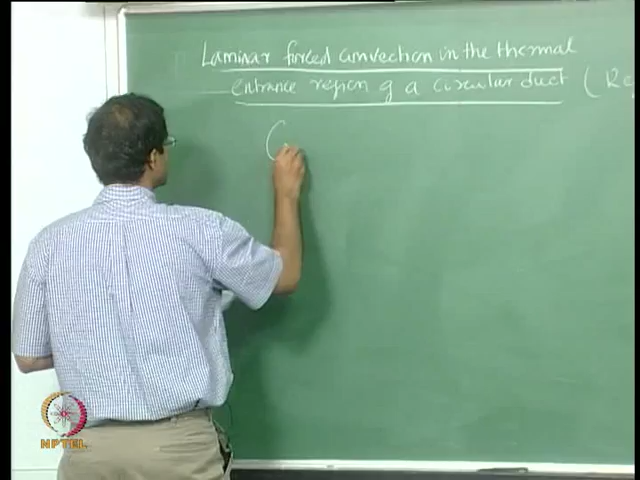 Laminar forced convection in the thermal
entrance region of a circular duct ( Re
C
NPTEL